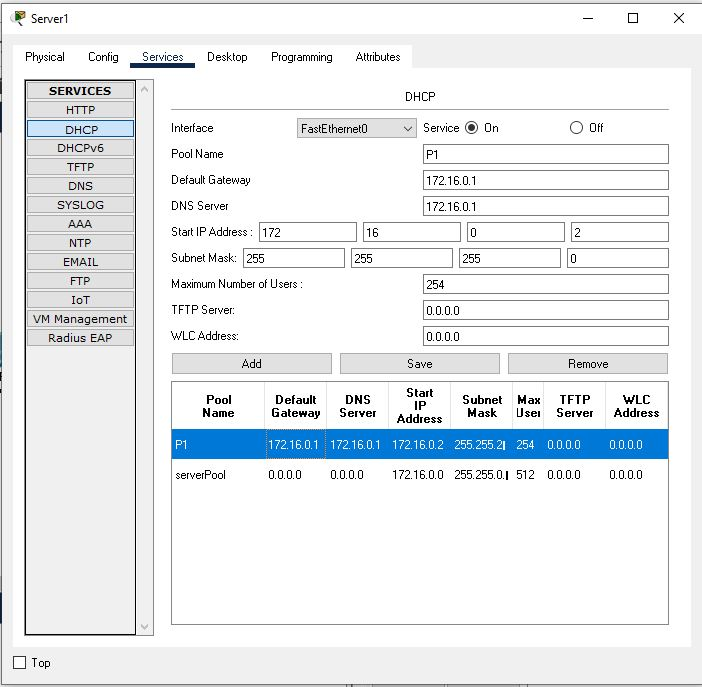 Server1
Physical Config Services Desktop Programming Attributes
SERVICES
HTTP
DHCP
DHCPv6
TFTP
DNS
SYSLOG
AAA
NTP
EMAIL
FTP
IoT
VM Management
Radius EAP
DHCP
Interface FastEthernet0 Service On Off
Pool Name P1
Default Gateway 172.16.0.1
DNS Server 172.16.0.1
Start IP Address : 172 16 0 2
Subnet Mask: 255 255 255 0
Maximum Number of Users : 254
TFTP Server: 0.0.0.0
WLC Address: 0.0.0.0
Add Save Remove
Pool Name Default Gateway DNS Server Start IP Address Subnet Mask Max User TFTP Server WLC Address
P1 172.16.0.1 172.16.0.1 172.16.0.2 255.255.2 254 0.0.0.0 0.0.0.0
serverPool 0.0.0.0 0.0.0.0 172.16.0.0 255.255.0. 512 0.0.0.0 0.0.0.0
Top